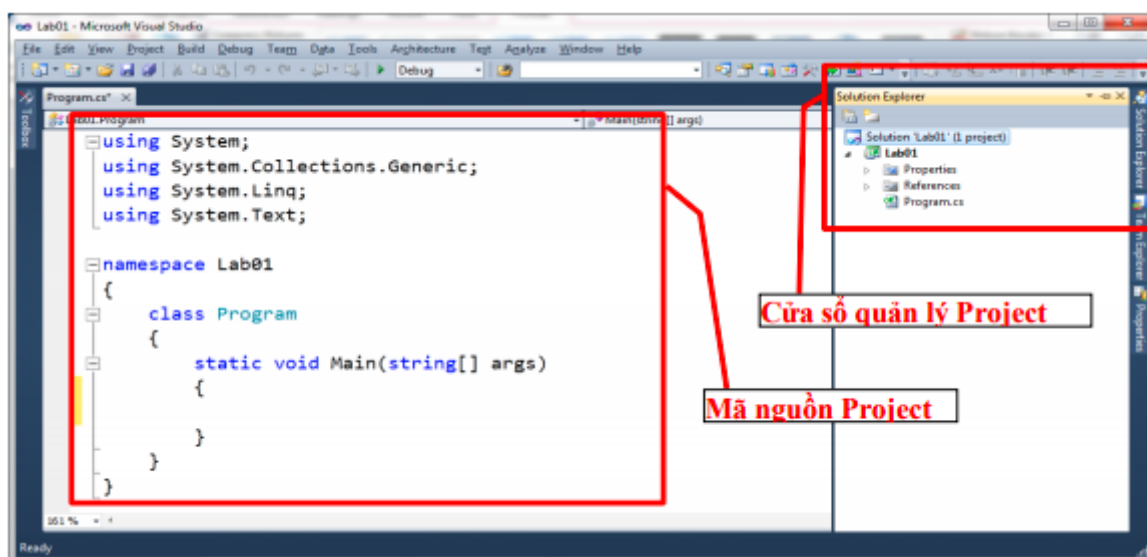 Lab01 - Microsoft Visual Studio
File Edit View Project Build Debug Team Data Tools Architecture Test Analyze Window Help
Debug
Program.cs* ×
Solution Explorer
Toolbox
Lab01.Program
Main(string[] args)
using System;
using System.Collections.Generic;
using System.Linq;
using System.Text;
namespace Lab01
{
class Program
{
static void Main(string[] args)
{
}
}
}
Solution 'Lab01' (1 project)
Lab01
Properties
References
Program.cs
Solution Explorer
Team Explorer
Properties
Cửa sổ quản lý Project
Mã nguồn Project
161 %
Ready